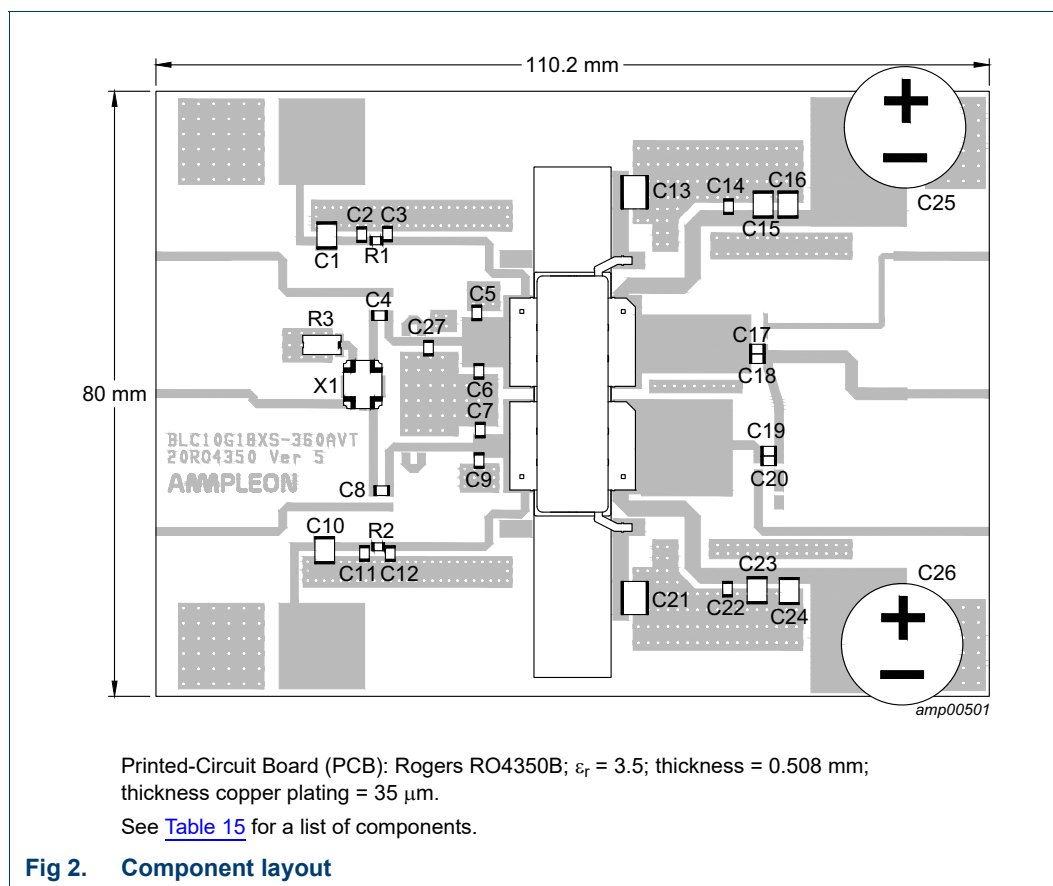 110.2 mm
80 mm
C13
C14
C16
C15
C25
C2
C3
C1
R1
C4
C5
R3
C27
C17
C18
X1
C6
C7
C19
C20
BLC10G18XS-360AVT
20RO4350 Ver 5
AMPLEON
C9
C8
C10
R2
C11
C12
C21
C22
C23
C24
C26
amp00501
Printed-Circuit Board (PCB): Rogers RO4350B; εr = 3.5; thickness = 0.508 mm;
thickness copper plating = 35 μm.
See Table 15 for a list of components.
Fig 2. Component layout